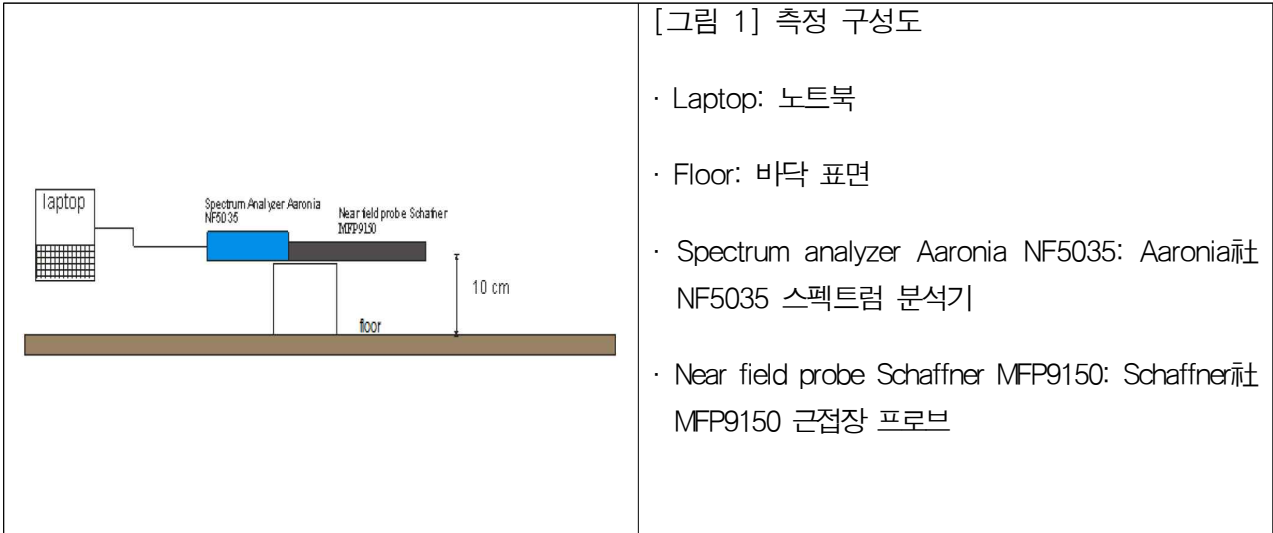 laptop
Spectrum Analyzer Aaronia
NF5035
Near field probe Schafner
MFP9150
10 cm
floor
[그림 1] 측정 구성도
· Laptop: 노트북
· Floor: 바닥 표면
· Spectrum analyzer Aaronia NF5035: Aaronia社
NF5035 스펙트럼 분석기
· Near field probe Schaffner MFP9150: Schaffner社
MFP9150 근접장 프로브